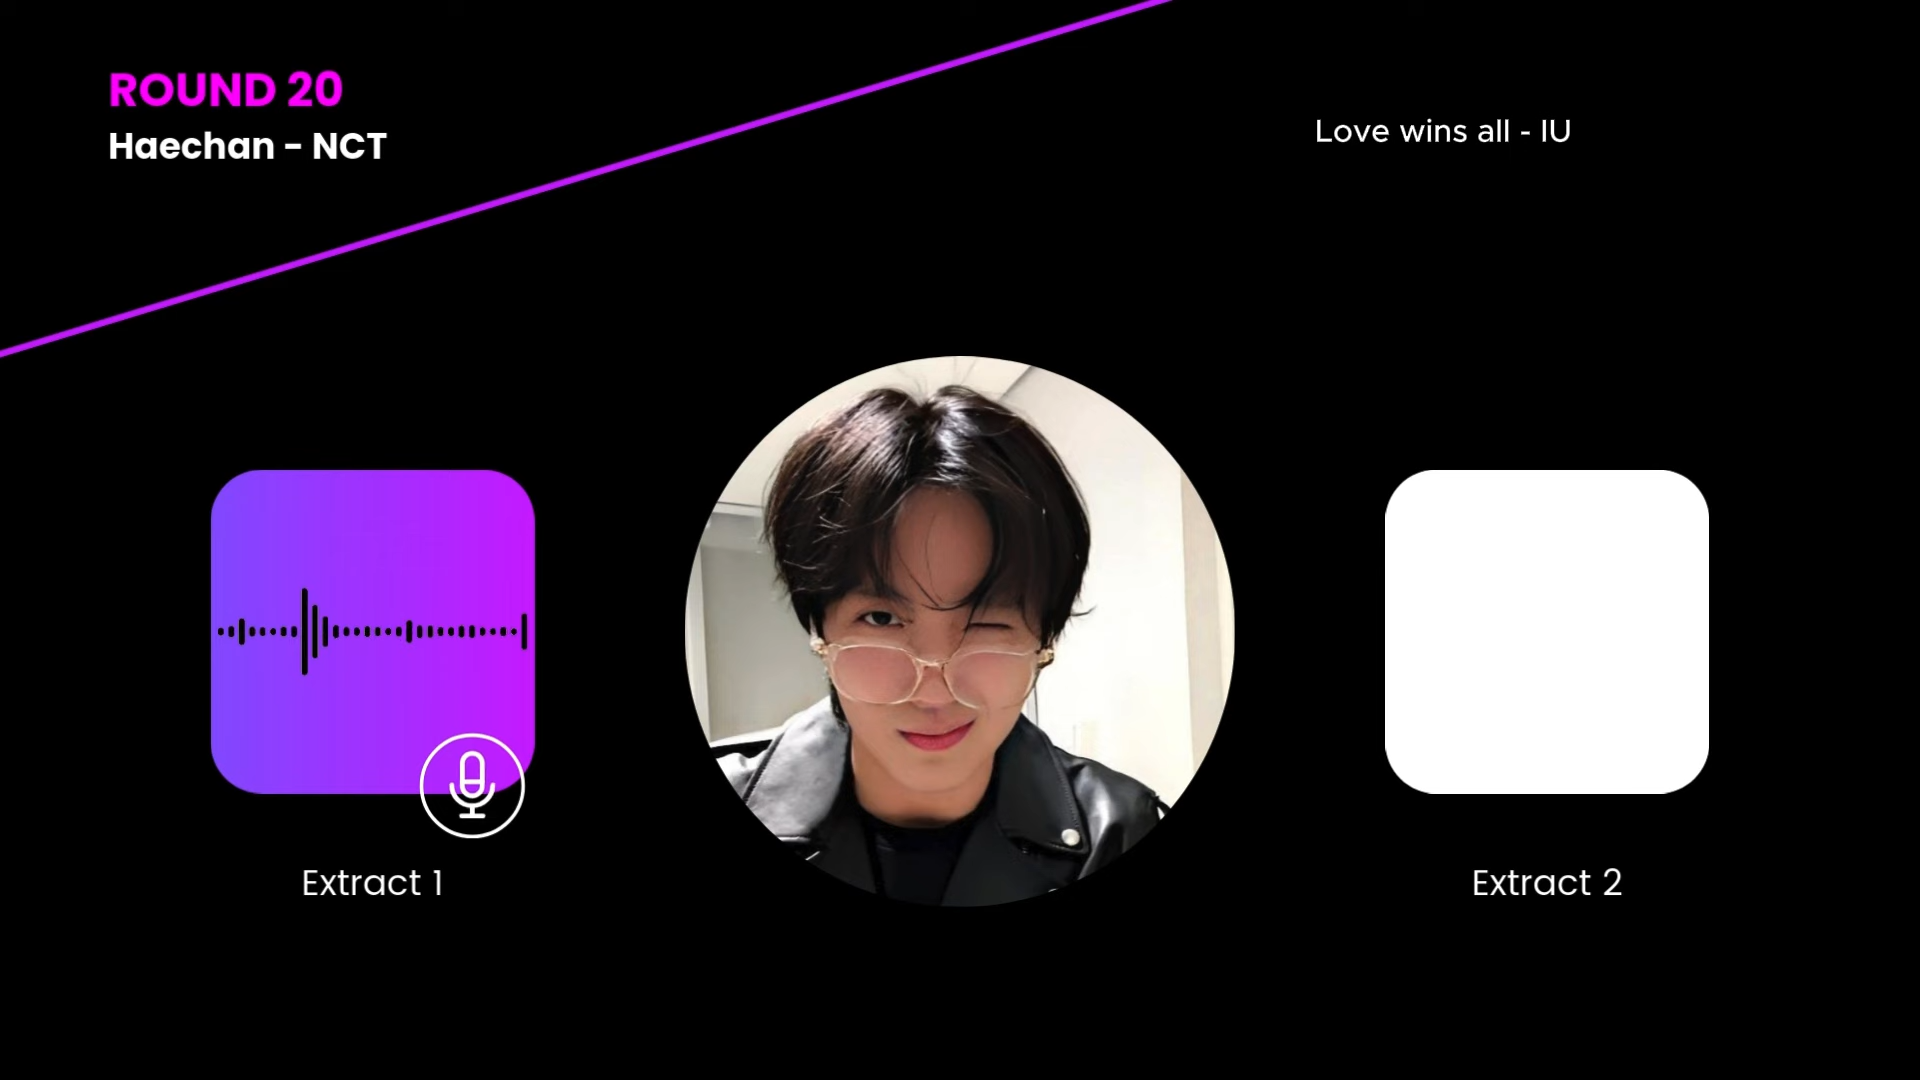 ROUND 20
Haechan - NCT
Love wins all - IU
Extract 1
Extract 2